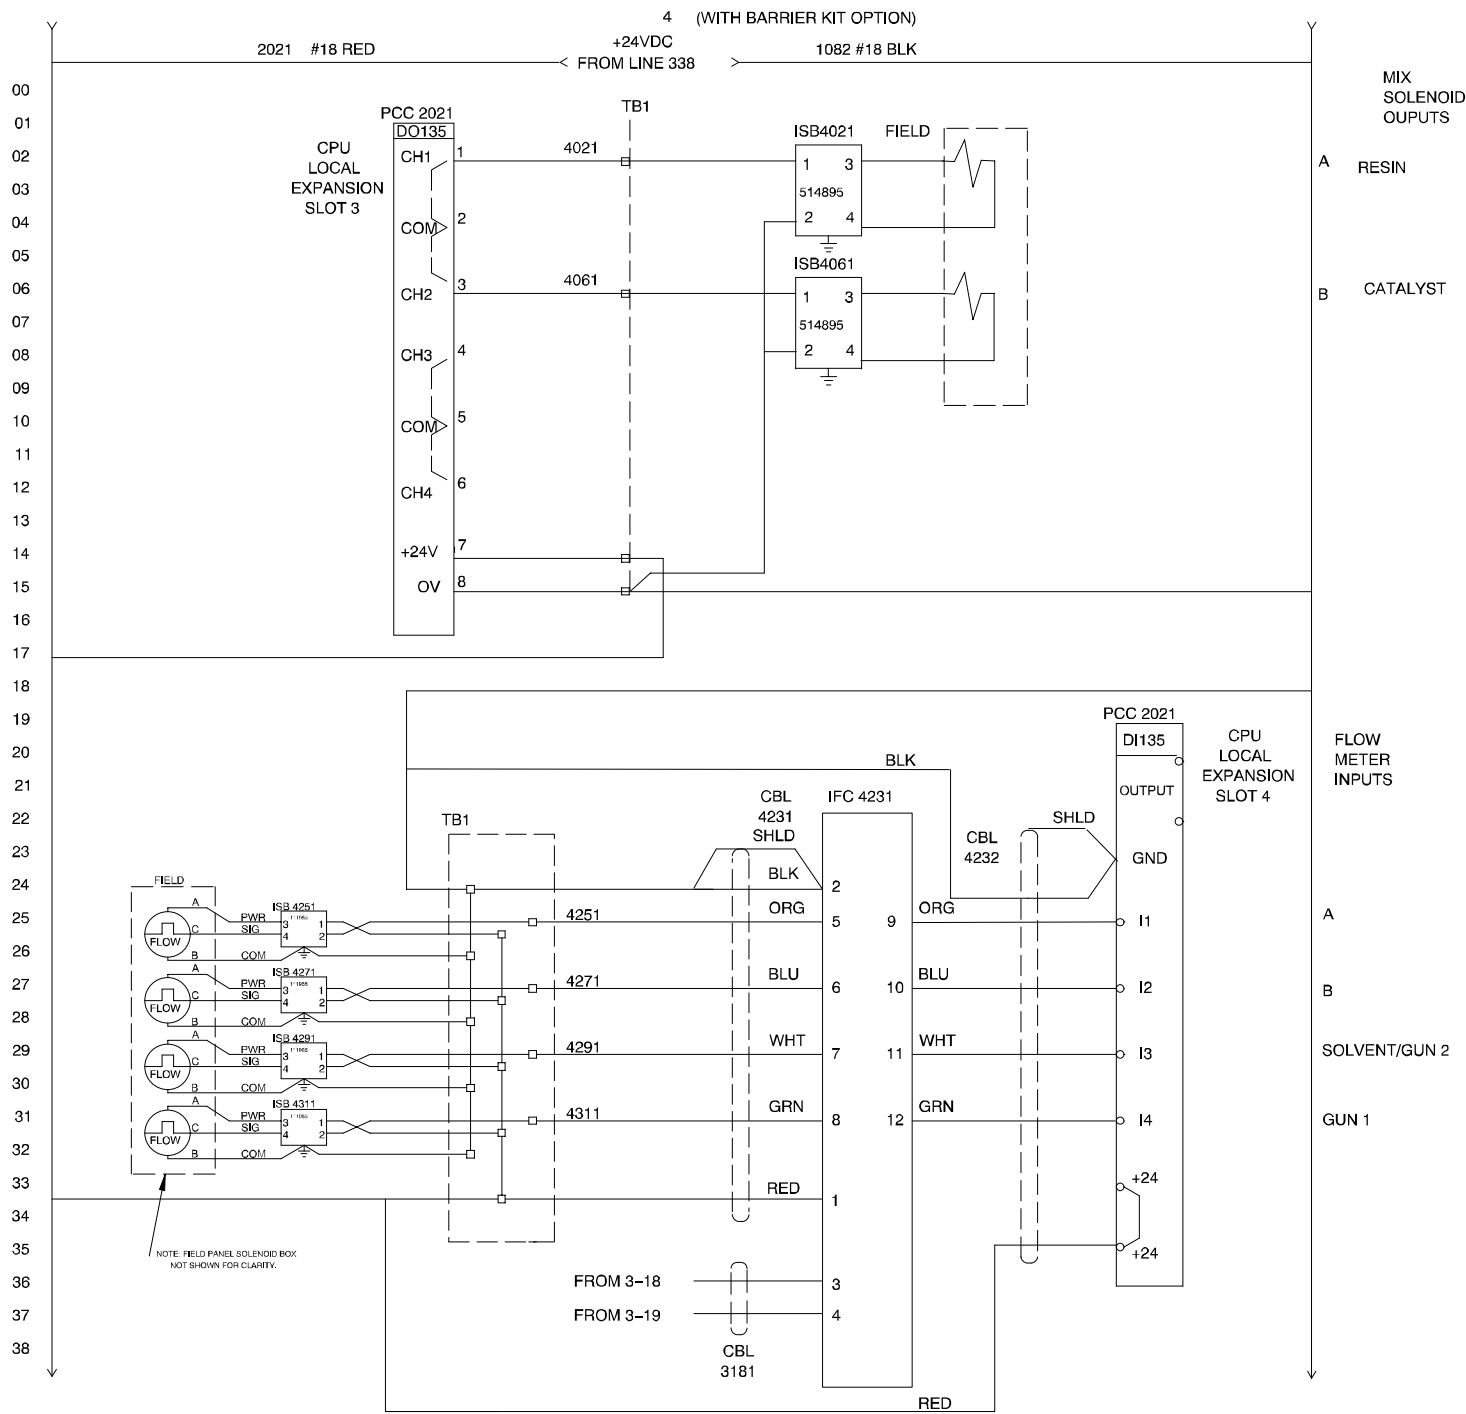 4 (WITH BARRIER KIT OPTION)
2021 #18 RED
+24VDC
FROM LINE 338
1082 #18 BLK
00
01
02
03
04
05
06
07
08
09
10
11
12
13
14
15
16
17
18
19
20
21
22
23
24
25
26
27
28
29
30
31
32
33
34
35
36
37
38
MIX
SOLENOID
OUPUTS
A RESIN
B CATALYST
CPU
LOCAL
EXPANSION
SLOT 3
PCC 2021
DO135
CH1 1
COM 2
CH2 3
CH3 4
COM 5
CH4 6
+24V 7
OV 8
TB1
4021
4061
ISB4021
1 3
514895
2 4
ISB4061
1 3
514895
2 4
FIELD
PCC 2021
DI135
OUTPUT
GND
I1
I2
I3
I4
+24
+24
CPU
LOCAL
EXPANSION
SLOT 4
FLOW
METER
INPUTS
A
B
SOLVENT/GUN 2
GUN 1
BLK
SHLD
CBL
4232
IFC 4231
2
5 9
6 10
7 11
8 12
1
3
4
CBL
4231
SHLD
BLK
ORG
BLU
WHT
GRN
RED
ORG
BLU
WHT
GRN
TB1
4251
4271
4291
4311
FIELD
ISB 4251
A PWR 3 1
C SIG 4 2
FLOW
B COM
ISB 4271
A PWR 3 1
C SIG 4 2
FLOW
B COM
ISB 4291
A PWR 3 1
C SIG 4 2
FLOW
B COM
ISB 4311
A PWR 3 1
C SIG 4 2
FLOW
B COM
NOTE: FIELD PANEL SOLENOID BOX
NOT SHOWN FOR CLARITY.
FROM 3-18
FROM 3-19
CBL
3181
RED